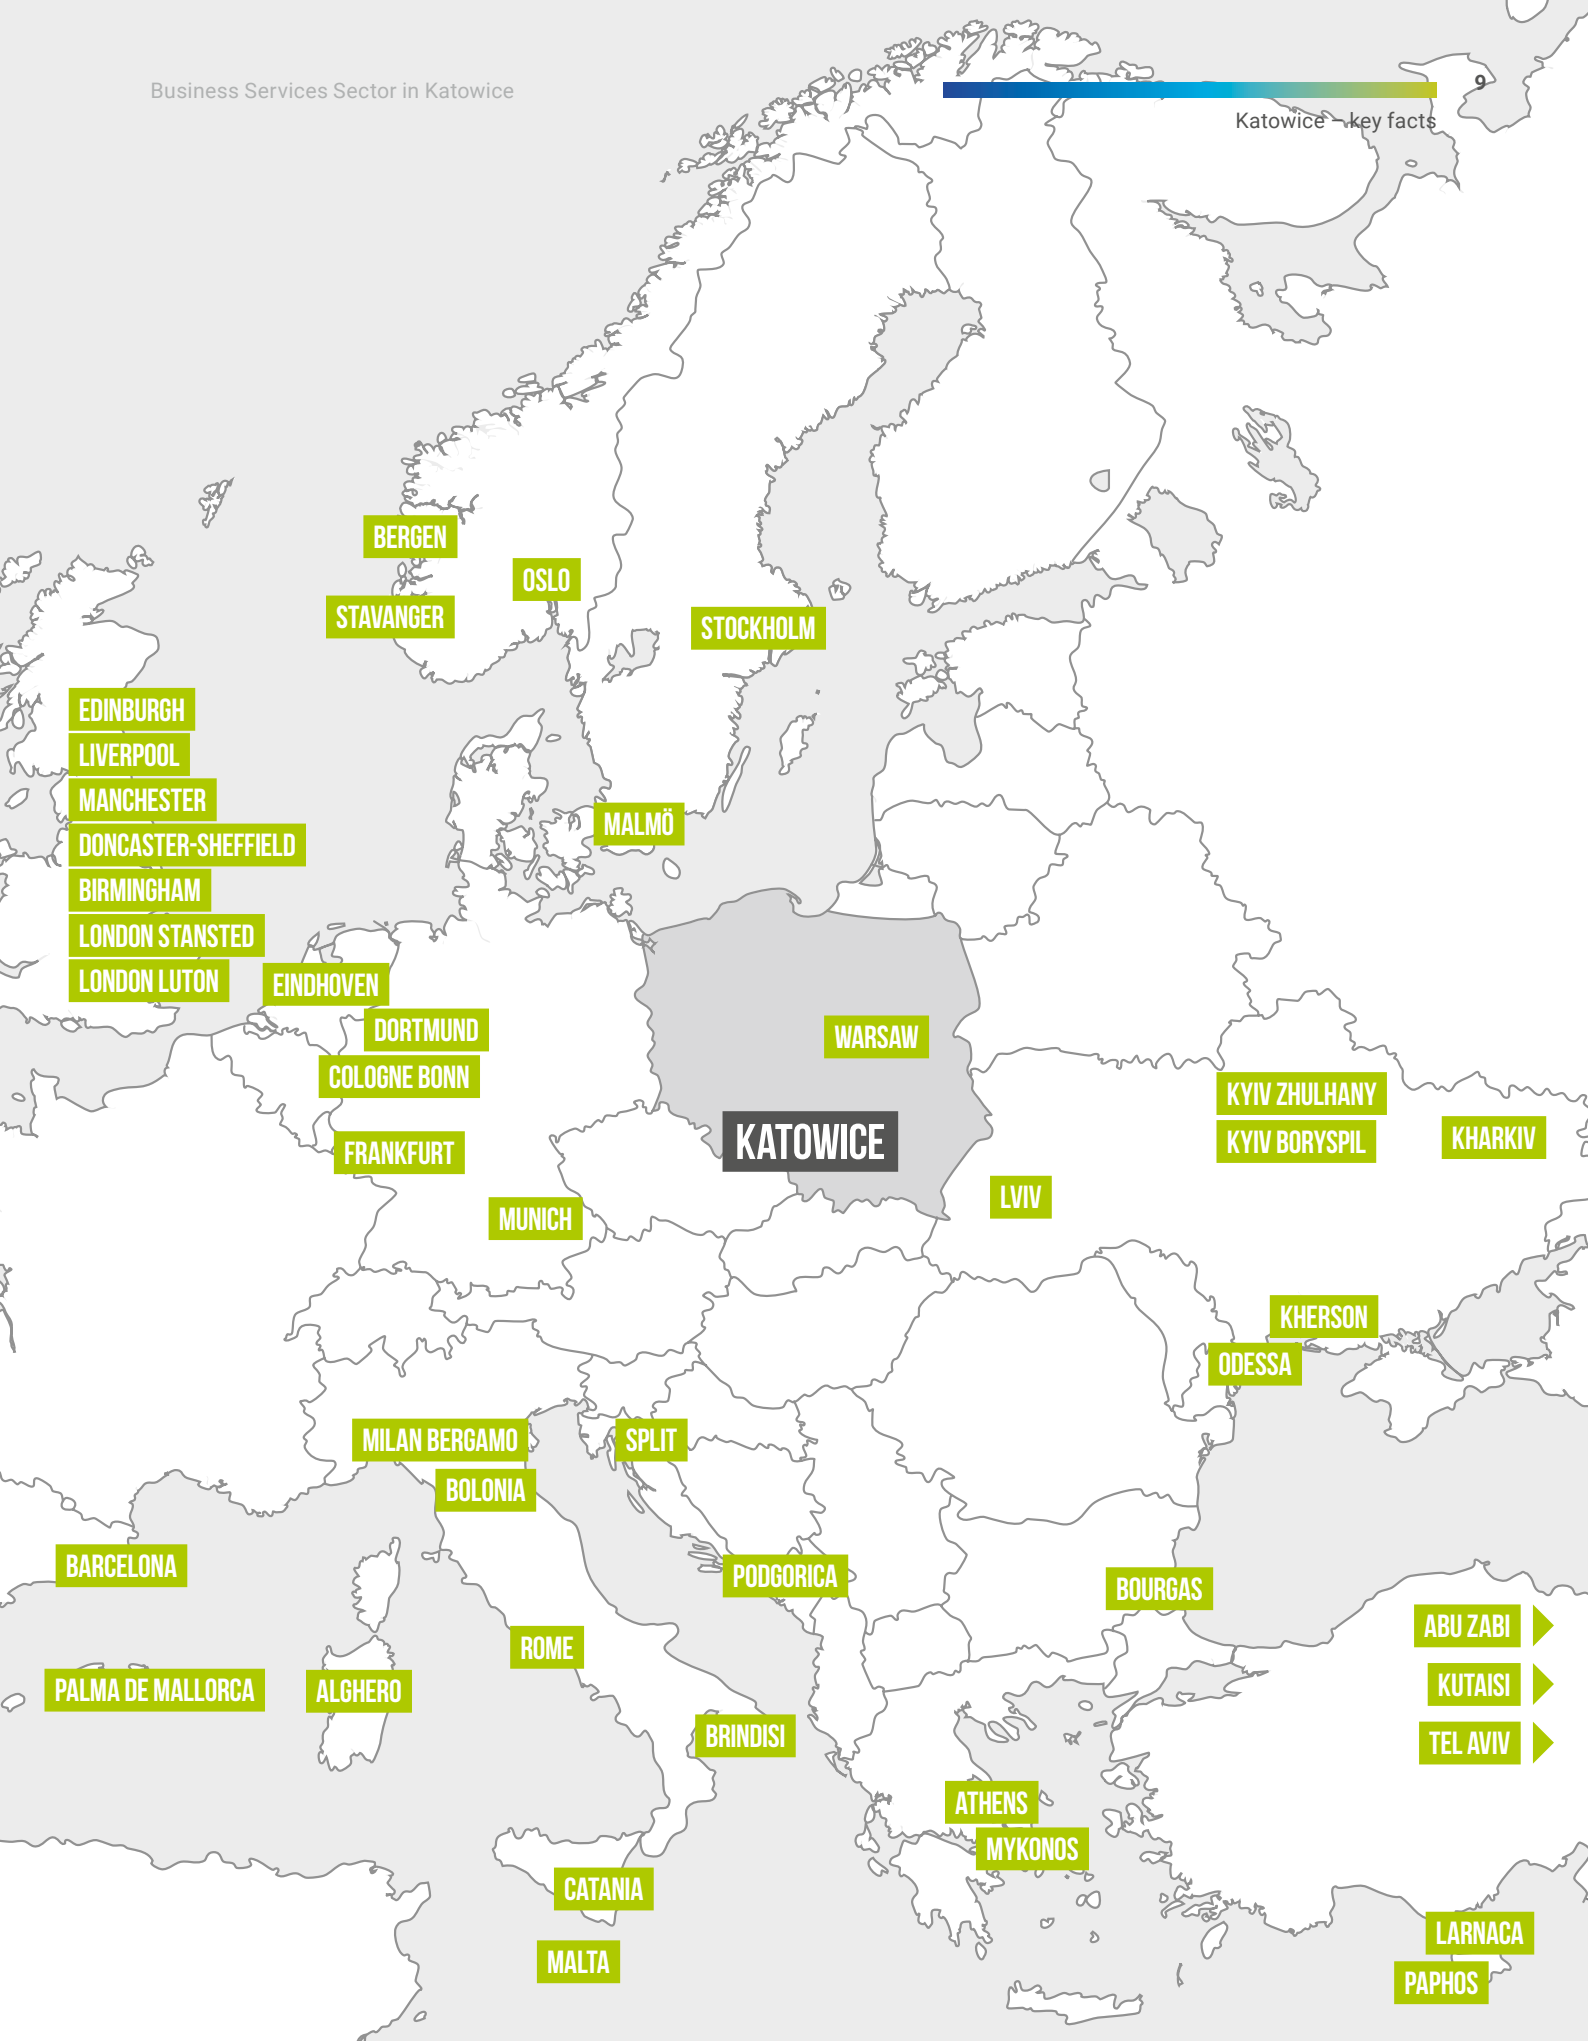 Business Services Sector in Katowice
9
Katowice – key facts
BERGEN
OSLO
STAVANGER
STOCKHOLM
EDINBURGH
LIVERPOOL
MANCHESTER
MALMÖ
DONCASTER-SHEFFIELD
BIRMINGHAM
LONDON STANSTED
LONDON LUTON
EINDHOVEN
DORTMUND
WARSAW
COLOGNE BONN
KYIV ZHULHANY
KYIV BORYSPIL
KHARKIV
KATOWICE
FRANKFURT
LVIV
MUNICH
KHERSON
ODESSA
MILAN BERGAMO
SPLIT
BOLONIA
BARCELONA
PODGORICA
BOURGAS
ABU ZABI
ROME
KUTAISI
PALMA DE MALLORCA
ALGHERO
BRINDISI
TEL AVIV
ATHENS
MYKONOS
CATANIA
LARNACA
MALTA
PAPHOS